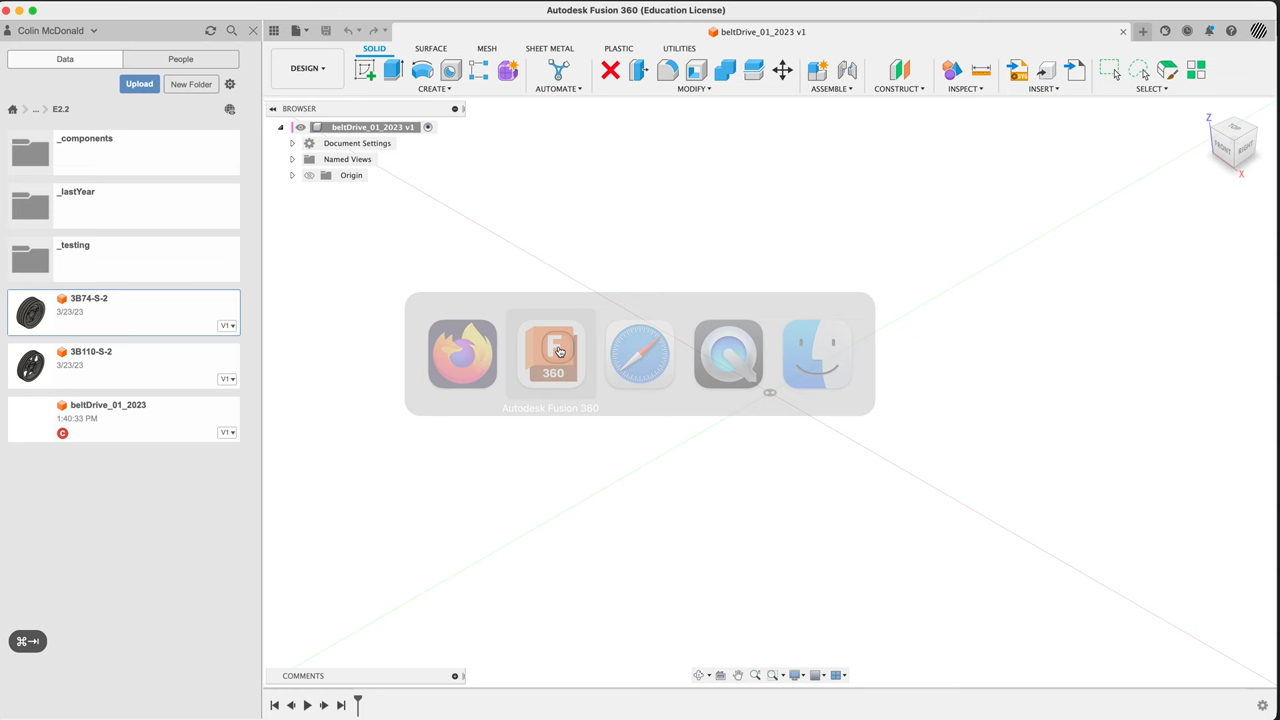 Autodesk Fusion 360 (Education License)
Colin McDonald
beltDrive_01_2023 v1
Data
People
Upload
New Folder
... E2.2
_components
_lastYear
_testing
3B74-S-2
3/23/23
V1
3B110-S-2
3/23/23
V1
beltDrive_01_2023
1:40:33 PM
C
V1
SOLID
SURFACE
MESH
SHEET METAL
PLASTIC
UTILITIES
DESIGN
CREATE
AUTOMATE
MODIFY
ASSEMBLE
CONSTRUCT
INSPECT
INSERT
SELECT
BROWSER
beltDrive_01_2023 v1
Document Settings
Named Views
Origin
Z
TOP
FRONT
RIGHT
X
F
360
Autodesk Fusion 360
COMMENTS